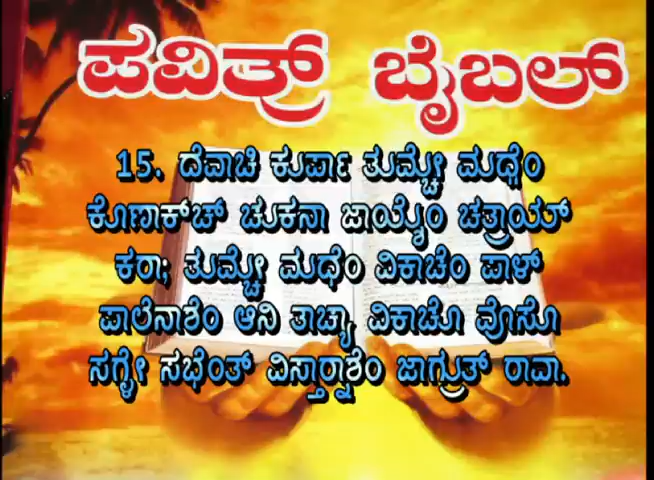 ಪವಿತ್ರ್ ಬೈಬಲ್
15. ದೆವಾಚಿ ಕುರ್ಪಾ ತುಮ್ಚೇ ಮಧೆಂ
ಕೊಣಾಕ್‌ಚ್ ಚುಕನಾ ಜಾಯ್ಶೆಂ ಚತ್ರಾಯ್
ಕರಾ; ತುಮ್ಚೇ ಮಧೆಂ ವಿಕಾಚೆಂ ಪಾಳ್
ಪಾಲೆನಾಶೆಂ ಆನಿ ತಾಚ್ಯಾ ವಿಕಾಚೊ ವೊಸೊ
ಸಗ್ಳೇ ಸಭೆಂತ್ ವಿಸ್ತಾರ್‍ನಾಶೆಂ ಜಾಗ್ರುತ್ ರಾವಾ.